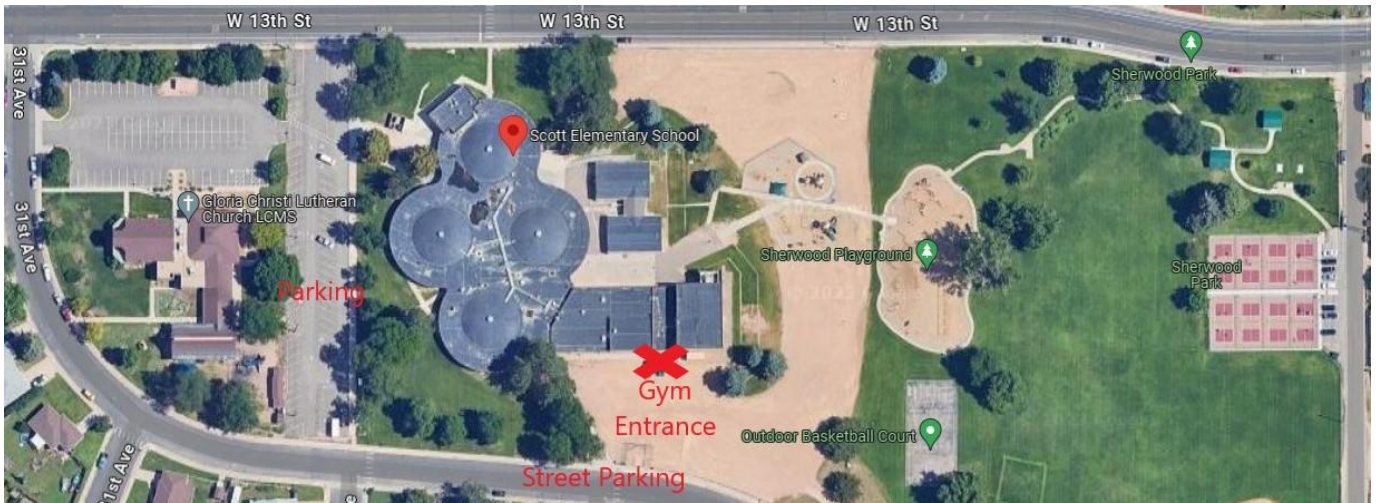 W 13th St
W 13th St
W 13th St
31st Ave
Sherwood Park
Scott Elementary School
Gloria Christi Lutheran
Church LCMS
31st Ave
Sherwood Playground
Sherwood
Park
Parking
Gym
Entrance
Outdoor Basketball Court
Street Parking